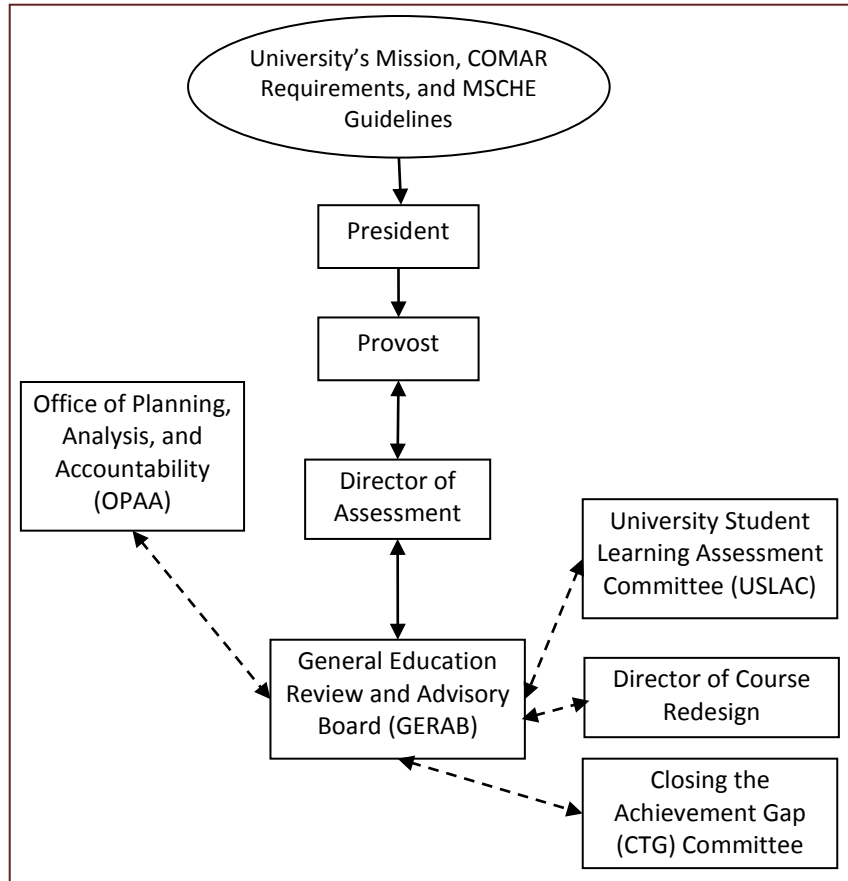 University’s Mission, COMAR
Requirements, and MSCHE
Guidelines
President
Provost
Office of Planning,
Analysis, and
Accountability
(OPAA)
Director of
Assessment
University Student
Learning Assessment
Committee (USLAC)
General Education
Review and Advisory
Board (GERAB)
Director of Course
Redesign
Closing the
Achievement Gap
(CTG) Committee